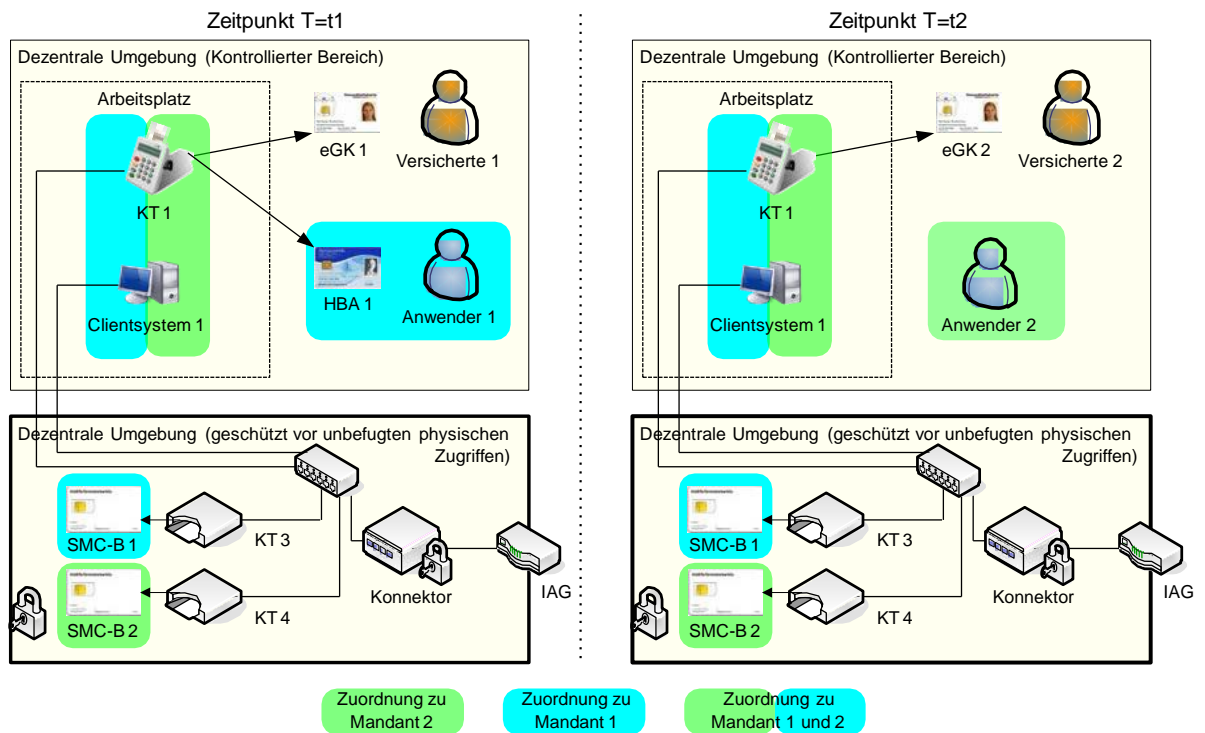 Zeitpunkt T=t1
Dezentrale Umgebung (Kontrollierter Bereich)
Arbeitsplatz
eGK 1
Versicherte 1
KT 1
HBA 1
Anwender 1
Clientsystem 1
Dezentrale Umgebung (geschützt vor unbefugten physischen
Zugriffen)
SMC-B 1
KT 3
Konnektor
IAG
SMC-B 2
KT 4
Zeitpunkt T=t2
Dezentrale Umgebung (Kontrollierter Bereich)
Arbeitsplatz
eGK 2
Versicherte 2
KT 1
Clientsystem 1
Anwender 2
Dezentrale Umgebung (geschützt vor unbefugten physischen
Zugriffen)
SMC-B 1
KT 3
Konnektor
IAG
SMC-B 2
KT 4
Zuordnung zu
Mandant 2
Zuordnung zu
Mandant 1
Zuordnung zu
Mandant 1 und 2